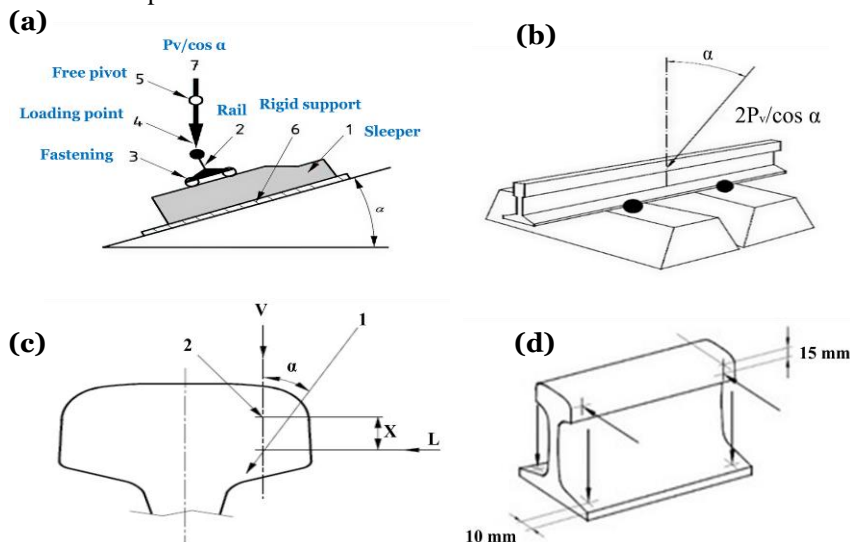 (a)
Pv/cos α
7
Free pivot 5
Loading point 4
Rail
2
Rigid support
6
1 Sleeper
Fastening 3
α
(b)
α
2Pv/cos α
(c)
V
1
2
α
X
L
(d)
15 mm
10 mm